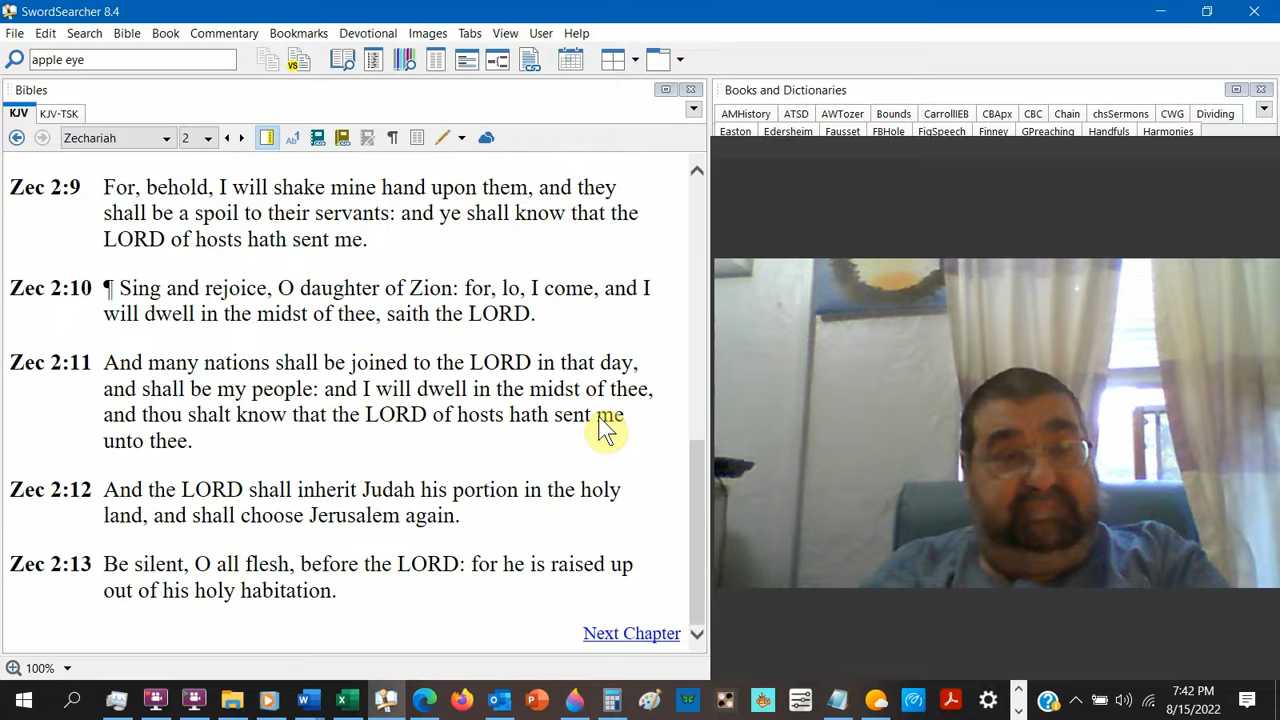 SwordSearcher 8.4
File Edit Search Bible Book Commentary Bookmarks Devotional Images Tabs View User Help
apple eye
VS
Bibles
Books and Dictionaries
KJV KJV-TSK
AMHistory ATSD AWTozer Bounds CarrollIEB CBApx CBC Chain chsSermons CWG Dividing
Easton Edersheim Fausset FBHole FigSpeech Finney GPreaching Handfuls Harmonies
Zechariah 2
Zec 2:9 For, behold, I will shake mine hand upon them, and they
shall be a spoil to their servants: and ye shall know that the
LORD of hosts hath sent me.
Zec 2:10 ¶ Sing and rejoice, O daughter of Zion: for, lo, I come, and I
will dwell in the midst of thee, saith the LORD.
Zec 2:11 And many nations shall be joined to the LORD in that day,
and shall be my people: and I will dwell in the midst of thee,
and thou shalt know that the LORD of hosts hath sent me
unto thee.
Zec 2:12 And the LORD shall inherit Judah his portion in the holy
land, and shall choose Jerusalem again.
Zec 2:13 Be silent, O all flesh, before the LORD: for he is raised up
out of his holy habitation.
Next Chapter
100%
7:42 PM
8/15/2022